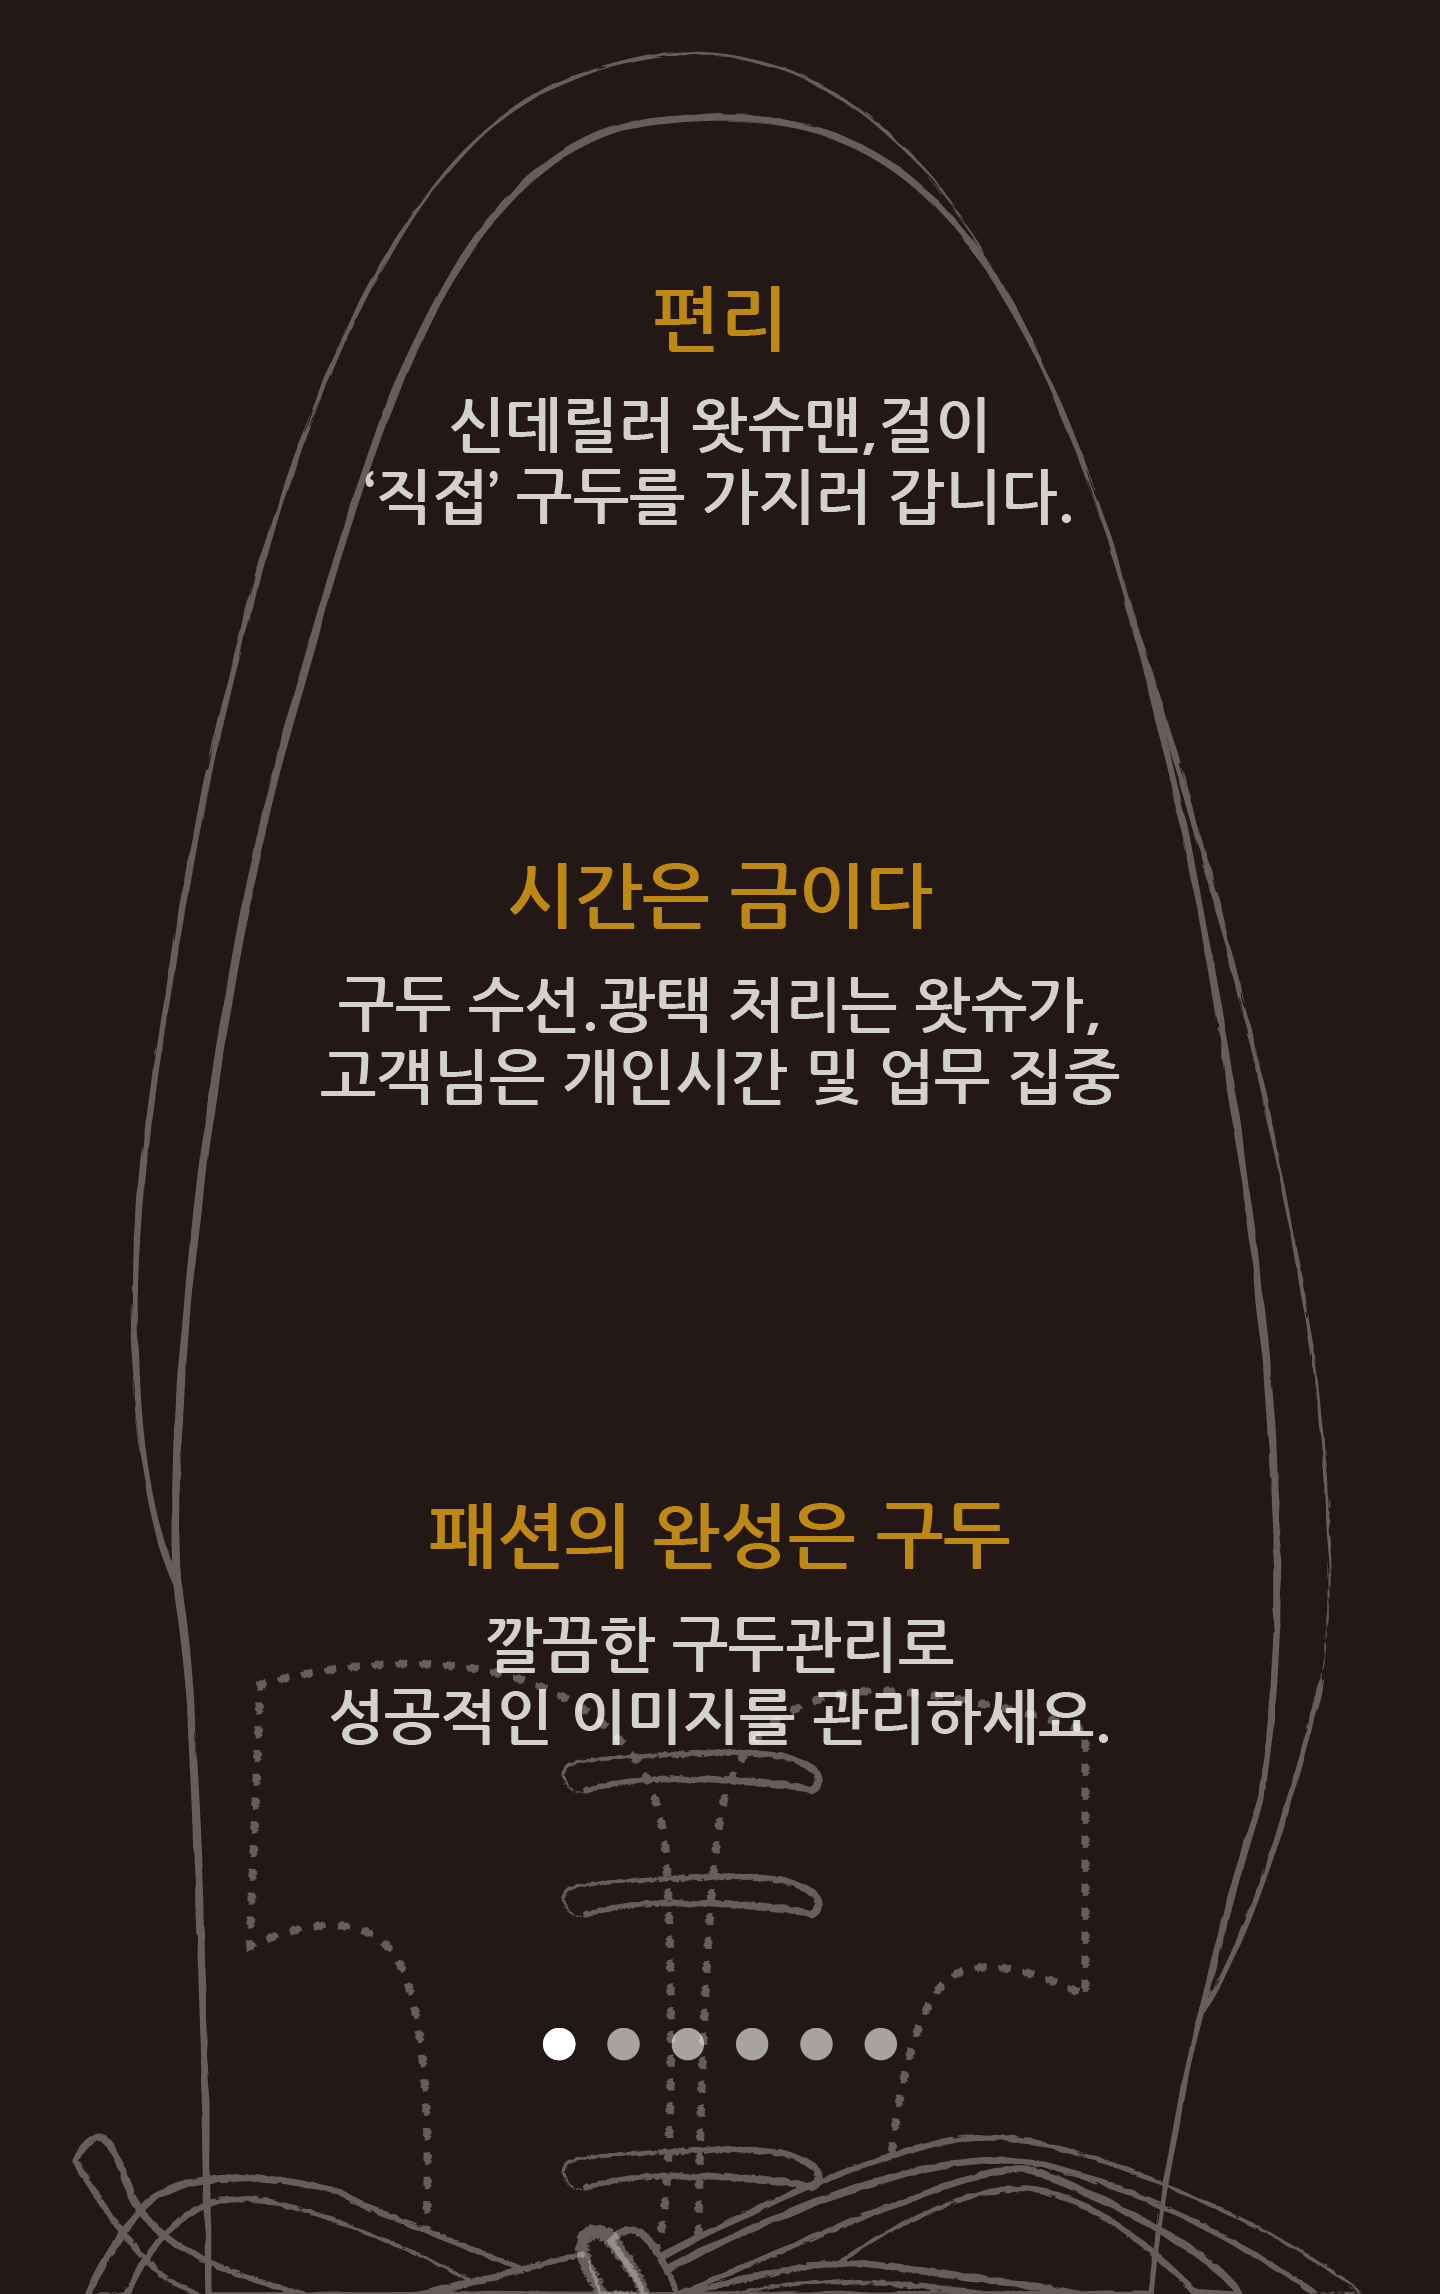 편리
신데릴러 왓슈맨,걸이
‘직접’ 구두를 가지러 갑니다.
시간은 금이다
구두 수선.광택 처리는 왓슈가,
고객님은 개인시간 및 업무 집중
패션의 완성은 구두
깔끔한 구두관리로
성공적인 이미지를 관리하세요.